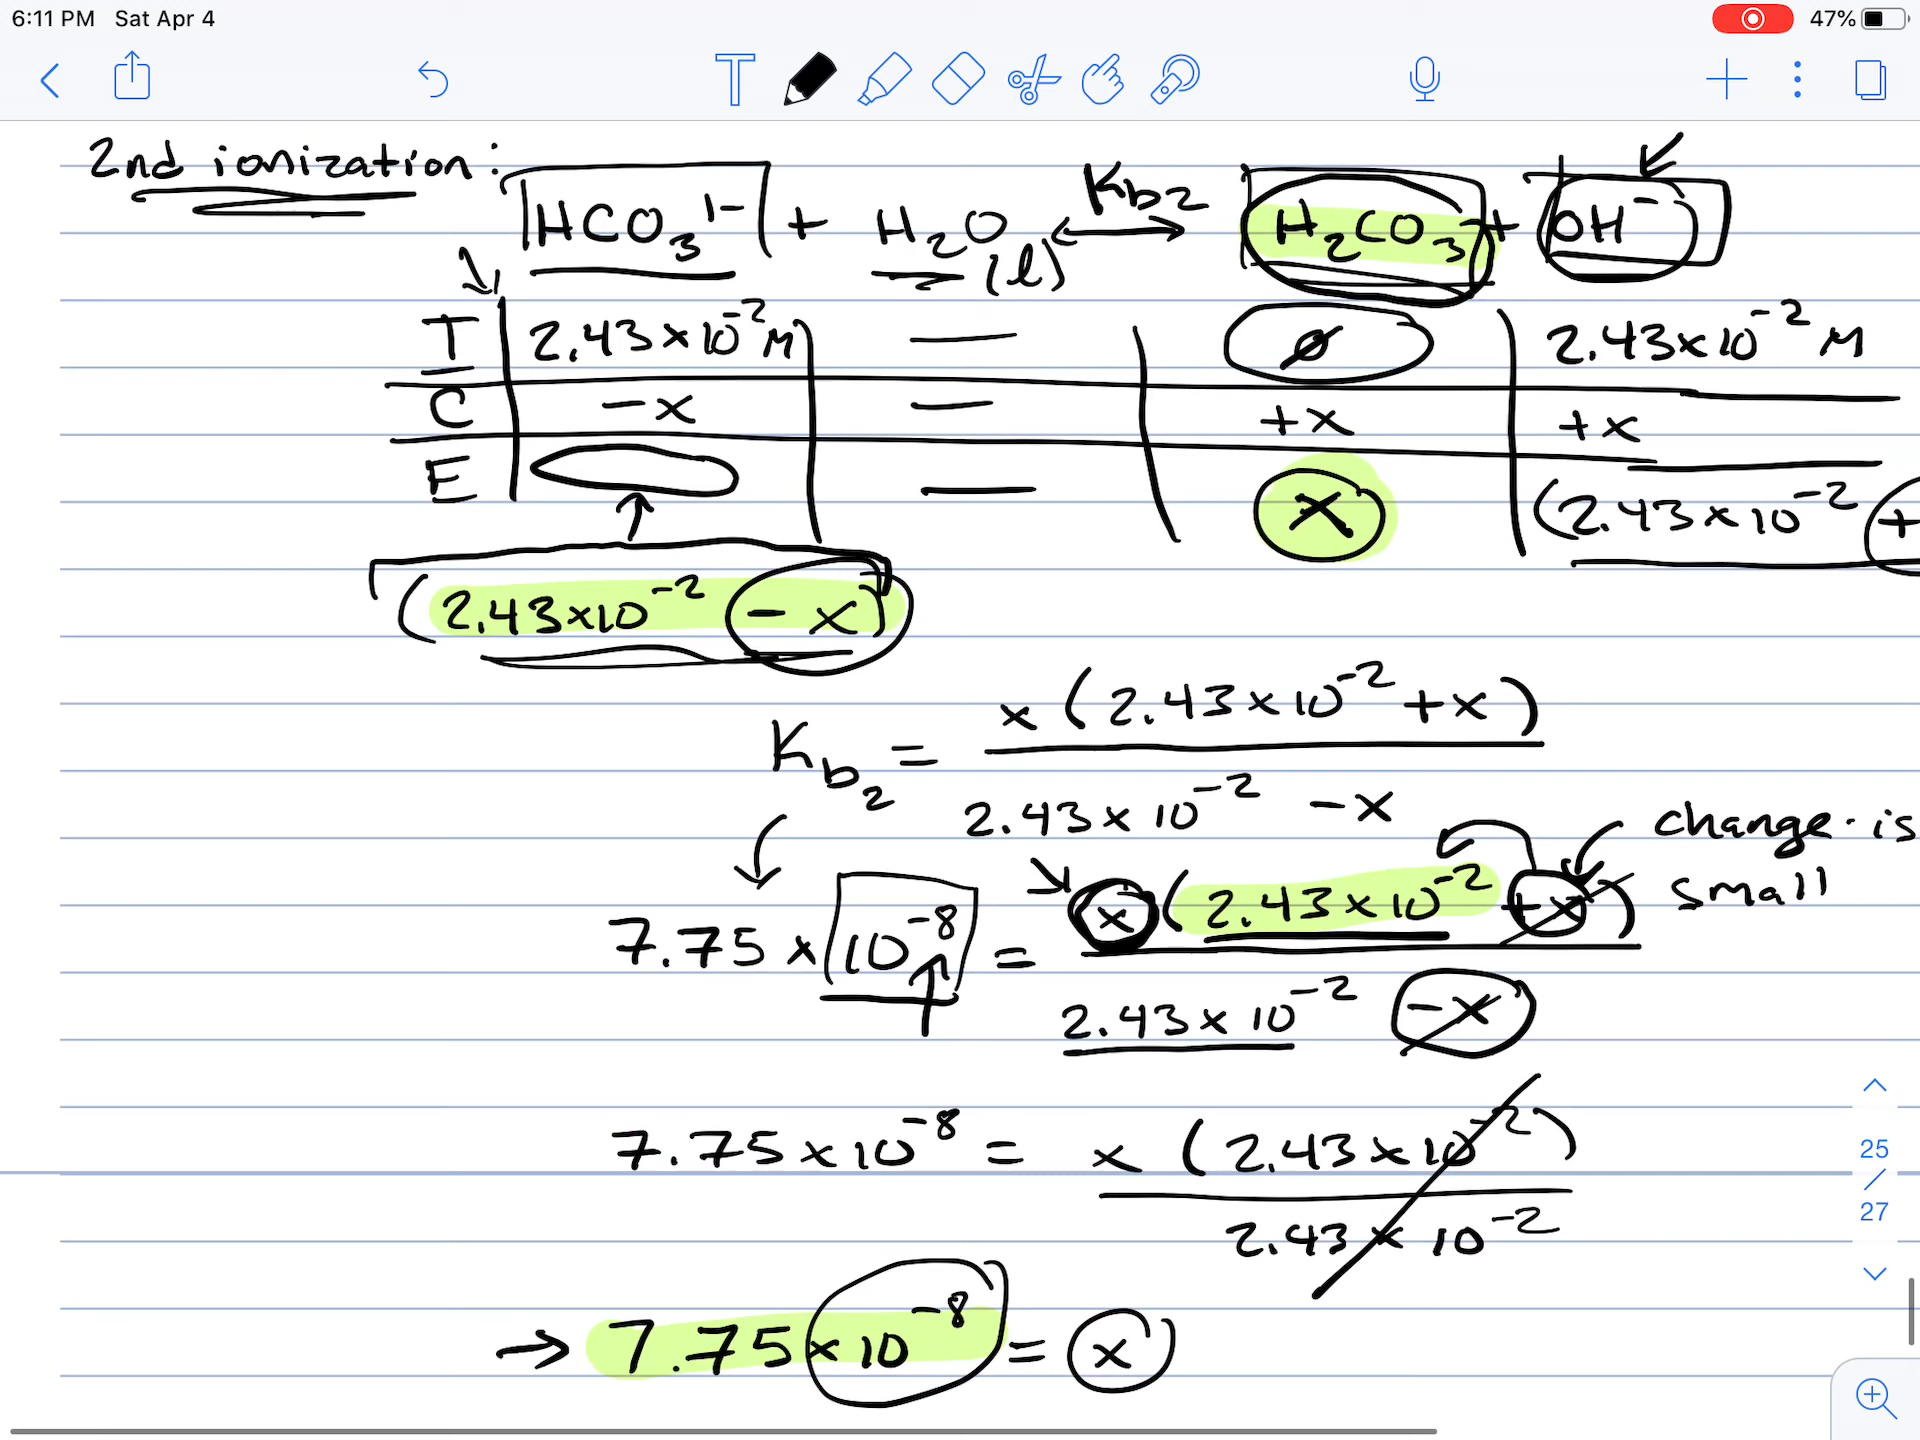 6:11 PM Sat Apr 4 47%
2nd ionization:
HCO₃¹⁻ + H₂O(l) ⟷ Kb2 H₂CO₃ + OH⁻
I 2.43×10⁻² M — ∅ 2.43×10⁻² M
C -x — +x +x
E — x (2.43×10⁻² +
(2.43×10⁻² - x)
x(2.43×10⁻² + x)
Kb₂ =
2.43×10⁻² - x
change is
small
7.75×10⁻⁸ = x(2.43×10⁻² + x)
2.43×10⁻² - x
7.75×10⁻⁸ = x(2.43×10⁻²)
2.43×10⁻²
→ 7.75×10⁻⁸ = x
25
/
27